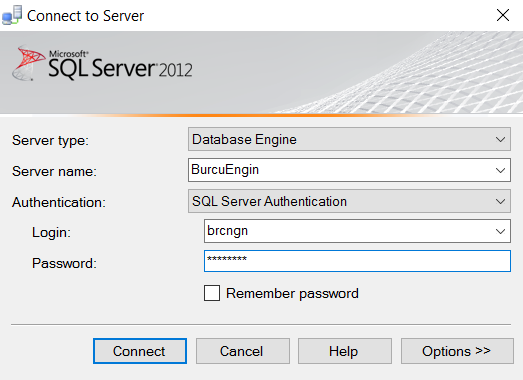 Connect to Server
Microsoft®
SQL Server® 2012
Server type: Database Engine
Server name: BurcuEngin
Authentication: SQL Server Authentication
Login: brcngn
Password: ********
Remember password
Connect Cancel Help Options >>